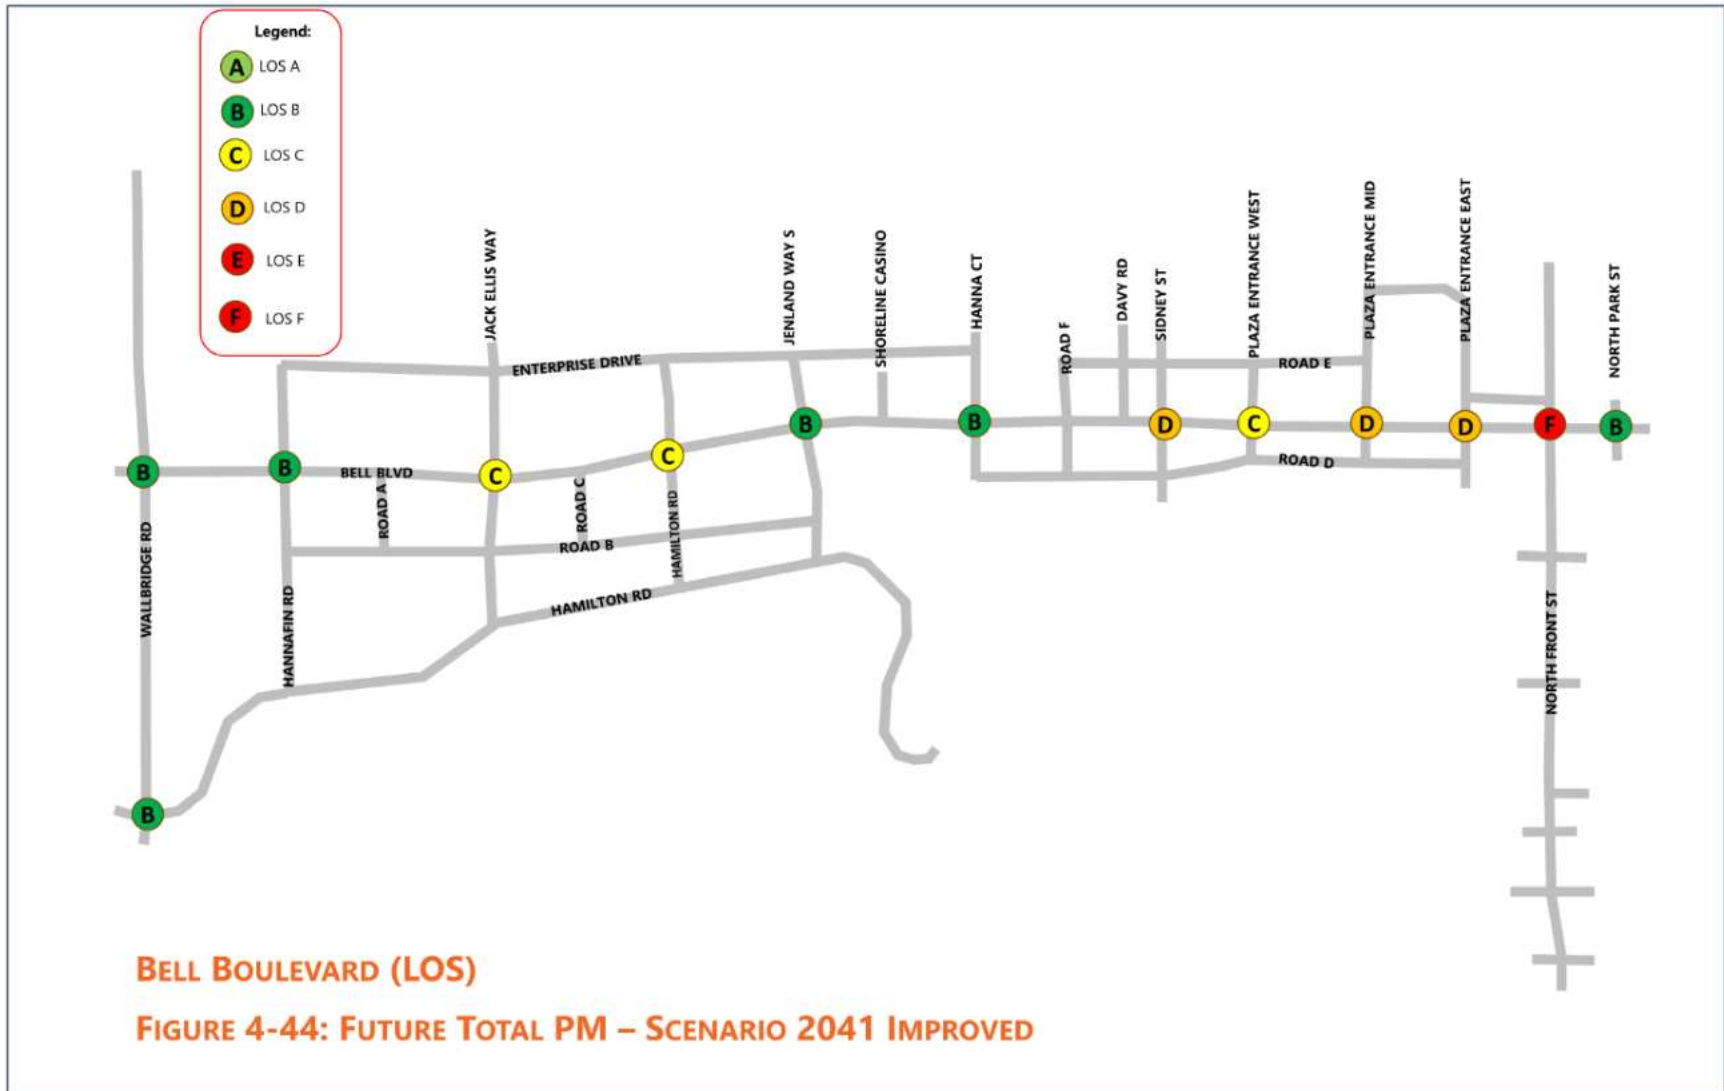 Legend:
A LOS A
B LOS B
C LOS C
D LOS D
E LOS E
F LOS F
JACK ELLIS WAY
JENLAND WAY S
SHORELINE CASINO
HANNA CT
ROAD F
DAVY RD
SIDNEY ST
PLAZA ENTRANCE WEST
PLAZA ENTRANCE MID
PLAZA ENTRANCE EAST
NORTH PARK ST
ENTERPRISE DRIVE
ROAD E
B
B
BELL BLVD
C
C
B
B
D
C
D
D
F
B
ROAD D
ROAD A
ROAD C
HAMILTON RD
ROAD B
WALLBRIDGE RD
HANNAFIN RD
HAMILTON RD
NORTH FRONT ST
B
BELL BOULEVARD (LOS)
FIGURE 4-44: FUTURE TOTAL PM – SCENARIO 2041 IMPROVED